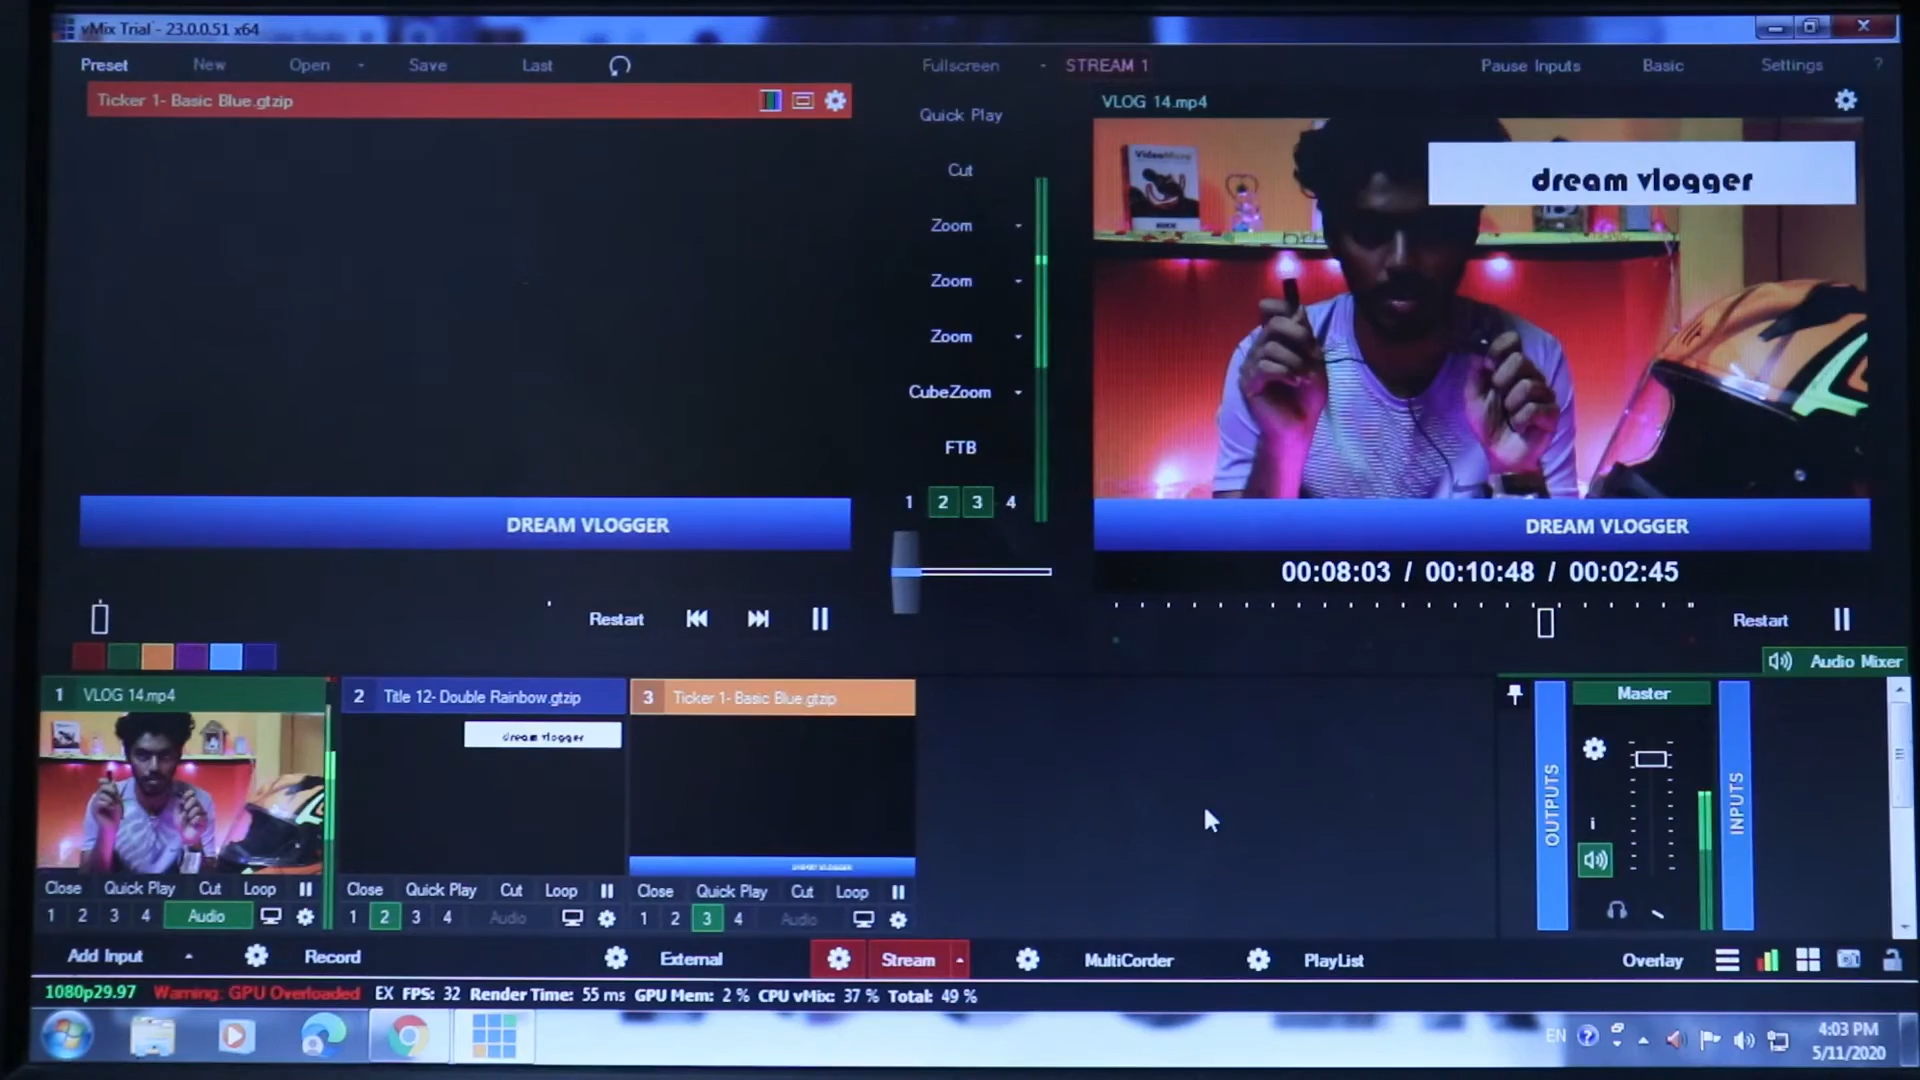 vMix Trial - 23.0.0.51 x64
Preset New Open Save Last Fullscreen STREAM 1 Pause Inputs Basic Settings ?
Ticker 1- Basic Blue.gtzip
Quick Play
VLOG 14.mp4
Cut
Zoom
Zoom
Zoom
CubeZoom
FTB
1 2 3 4
dream vlogger
DREAM VLOGGER
DREAM VLOGGER
00:08:03 / 00:10:48 / 00:02:45
Restart
Restart
Audio Mixer
1 VLOG 14.mp4
2 Title 12- Double Rainbow.gtzip
3 Ticker 1- Basic Blue.gtzip
dream vlogger
Master
OUTPUTS
INPUTS
Close Quick Play Cut Loop
1 2 3 4 Audio
Close Quick Play Cut Loop
1 2 3 4 Audio
Close Quick Play Cut Loop
1 2 3 4 Audio
Add Input Record External Stream MultiCorder PlayList Overlay
1080p29.97 Warning: GPU Overloaded EX FPS: 32 Render Time: 55 ms GPU Mem: 2 % CPU vMix: 37 % Total: 49 %
EN
4:03 PM
5/11/2020